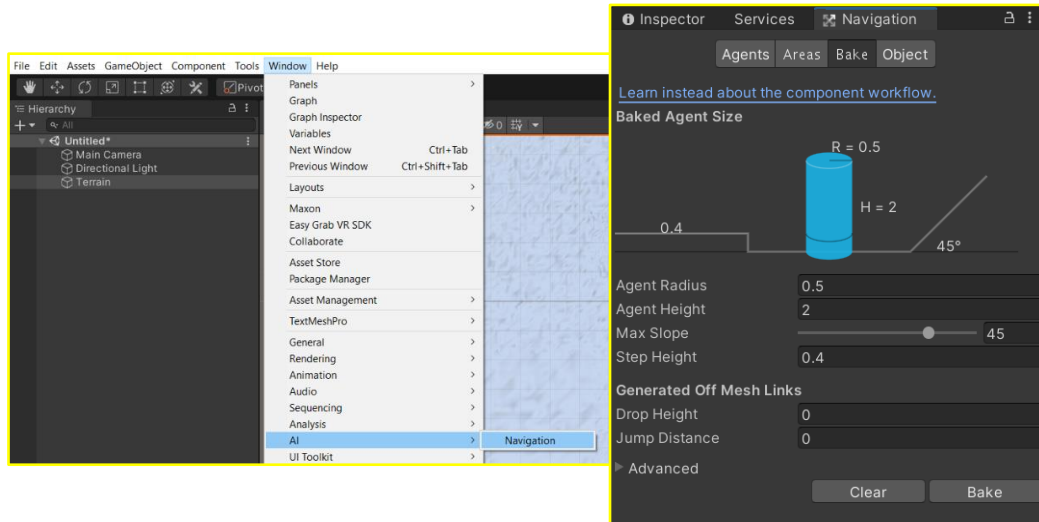 File Edit Assets GameObject Component Tools Window Help
Pivot
Hierarchy
All
Untitled*
Main Camera
Directional Light
Terrain
Panels
Graph
Graph Inspector
Variables
Next Window Ctrl+Tab
Previous Window Ctrl+Shift+Tab
Layouts
Maxon
Easy Grab VR SDK
Collaborate
Asset Store
Package Manager
Asset Management
TextMeshPro
General
Rendering
Animation
Audio
Sequencing
Analysis
AI
UI Toolkit
Navigation
0
Inspector Services Navigation
Agents Areas Bake Object
Learn instead about the component workflow.
Baked Agent Size
R = 0.5
H = 2
0.4
45°
Agent Radius 0.5
Agent Height 2
Max Slope 45
Step Height 0.4
Generated Off Mesh Links
Drop Height 0
Jump Distance 0
Advanced
Clear Bake